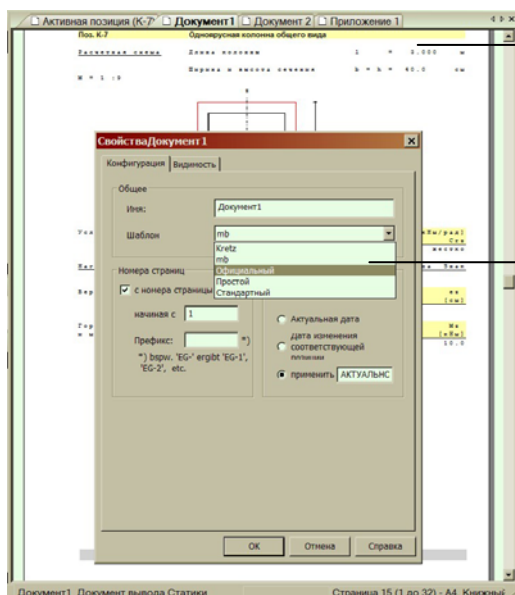 Активная позиция (К-7 Документ1 Документ 2 Приложение 1
Поз. К-7 Одноярусная колонна общего вида
Расчетная схема Длина колонны l = 3.000 м
Ширина и высота сечения b = h = 40.0 см
М = 1 :
СвойстваДокумент1
Конфигурация Видимость
Общее
Имя: Документ1
Шаблон mb
Kretz
mb
Официальный
Простой
Стандартный
Номера страниц
с номера страницы
начиная с 1
Актуальная дата
Префикс: *)
Дата изменения соответствующей позиции
*) bspw. 'EG-' ergibt 'EG-1', 'EG-2', etc.
применить АКТУАЛЬНС
10.0
OK Отмена Справка
Документ1 Документ вывода Статики Страница 15 (1 до 32) - А4 Книжный